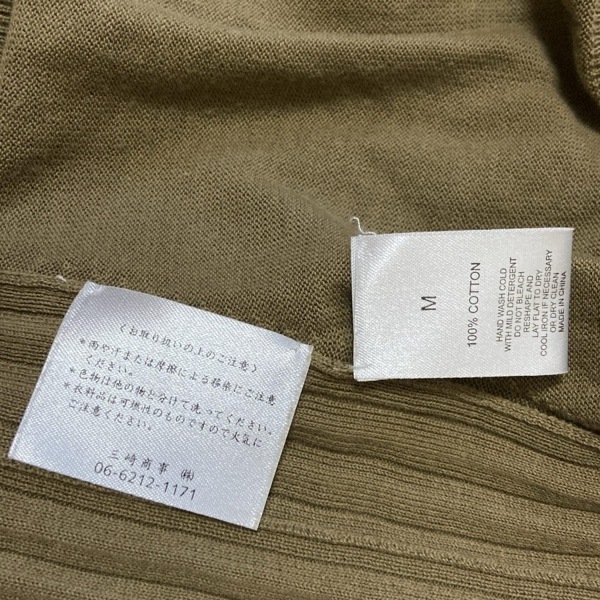 〈お取り扱いの上のご注意〉
*雨や汗または摩擦による移染にご注意
ください。
*色物は他の物と分けて洗ってください。
*衣料品は可燃性のものですので火気に
ご注意ください。
三崎商事 ㈱
06-6212-1171
M
100% COTTON
HAND WASH COLD
WITH MILD DETERGENT
DO NOT BLEACH
RESHAPE AND
LAY FLAT TO DRY
COOL IRON IF NECESSARY
OR DRY CLEAN
MADE IN CHINA